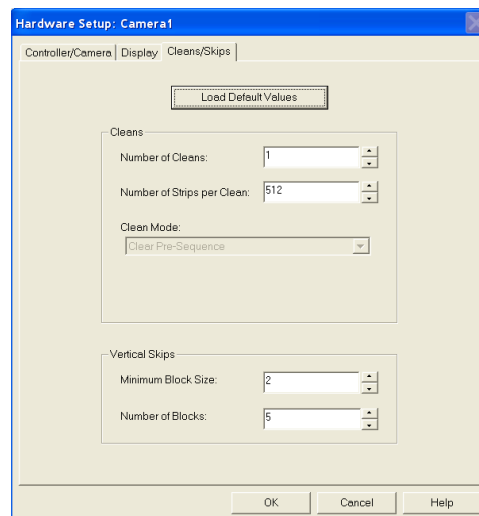 Hardware Setup: Camera1
Controller/Camera Display Cleans/Skips
Load Default Values
Cleans
Number of Cleans: 1
Number of Strips per Clean: 512
Clean Mode:
Clear Pre-Sequence
Vertical Skips
Minimum Block Size: 2
Number of Blocks: 5
OK Cancel Help